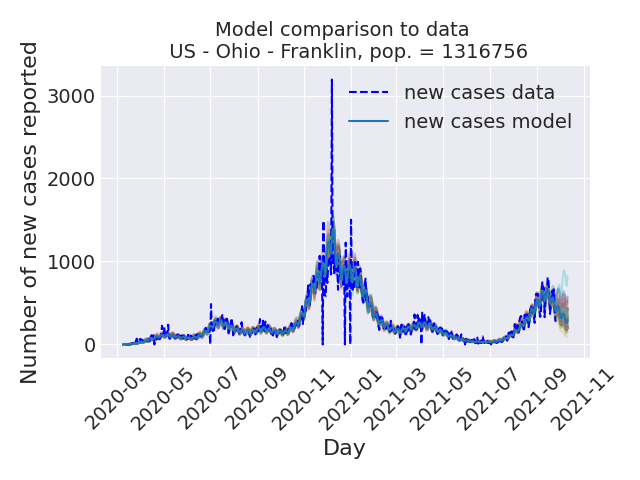 Model comparison to data
US - Ohio - Franklin, pop. = 1316756
Number of new cases reported
3000
2000
1000
0
new cases data
new cases model
2020-03
2020-05
2020-07
2020-09
2020-11
2021-01
2021-03
2021-05
2021-07
2021-09
2021-11
Day